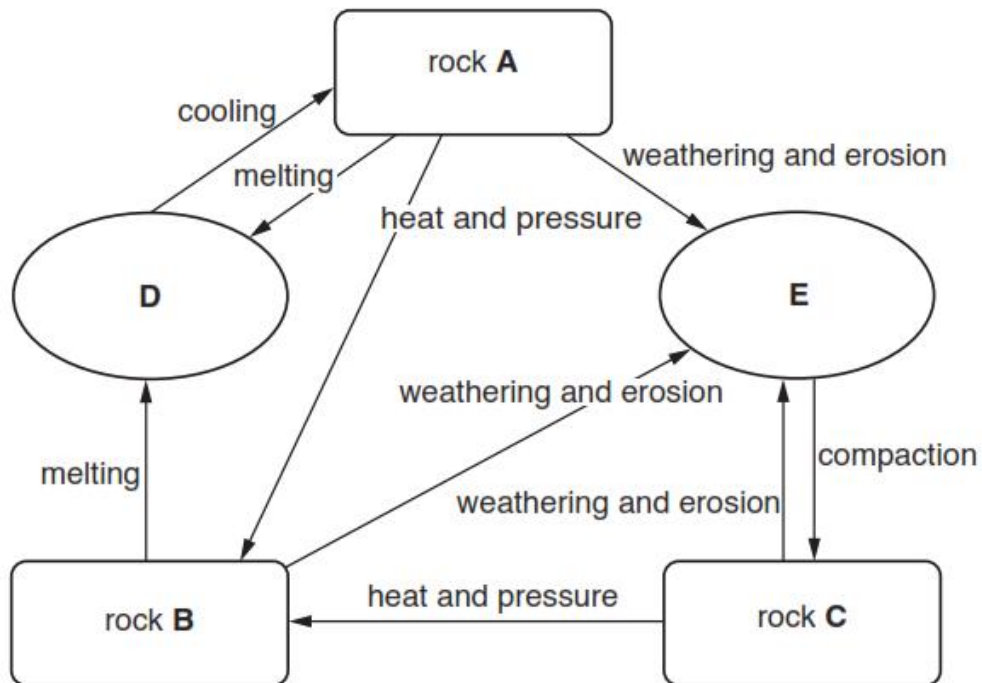 rock A
cooling
weathering and erosion
melting
heat and pressure
D
E
weathering and erosion
compaction
melting
weathering and erosion
heat and pressure
rock B
rock C